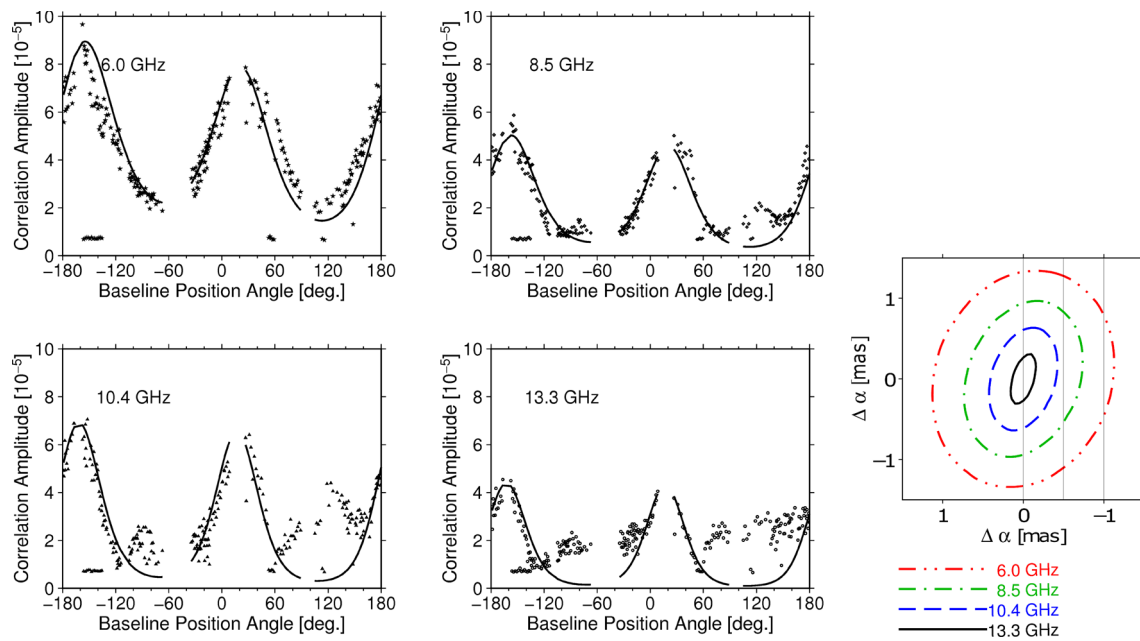 Correlation Amplitude [10−5]
10
8
6
4
2
0
6.0 GHz
−180 −120 −60 0 60 120 180
Baseline Position Angle [deg.]
Correlation Amplitude [10−5]
10
8
6
4
2
0
8.5 GHz
−180 −120 −60 0 60 120 180
Baseline Position Angle [deg.]
Correlation Amplitude [10−5]
10
8
6
4
2
0
10.4 GHz
−180 −120 −60 0 60 120 180
Baseline Position Angle [deg.]
Correlation Amplitude [10−5]
10
8
6
4
2
0
13.3 GHz
−180 −120 −60 0 60 120 180
Baseline Position Angle [deg.]
Δ α [mas]
1
0
−1
1 0 −1
Δ α [mas]
6.0 GHz
8.5 GHz
10.4 GHz
13.3 GHz